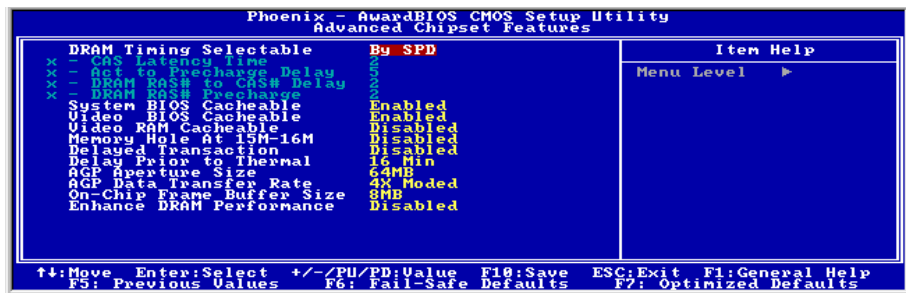 Phoenix - AwardBIOS CMOS Setup Utility
Advanced Chipset Features
DRAM Timing Selectable By SPD
x - CAS Latency Time 2
x - Act to Precharge Delay 5
x - DRAM RAS# to CAS# Delay 2
x - DRAM RAS# Precharge 2
System BIOS Cacheable Enabled
Video BIOS Cacheable Enabled
Video RAM Cacheable Disabled
Memory Hole At 15M-16M Disabled
Delayed Transaction Disabled
Delay Prior to Thermal 16 Min
AGP Aperture Size 64MB
AGP Data Transfer Rate 4X Moded
On-Chip Frame Buffer Size 8MB
Enhance DRAM Performance Disabled
Item Help
Menu Level ►
↑↓:Move Enter:Select +/-/PU/PD:Value F10:Save ESC:Exit F1:General Help
F5: Previous Values F6: Fail-Safe Defaults F7: Optimized Defaults